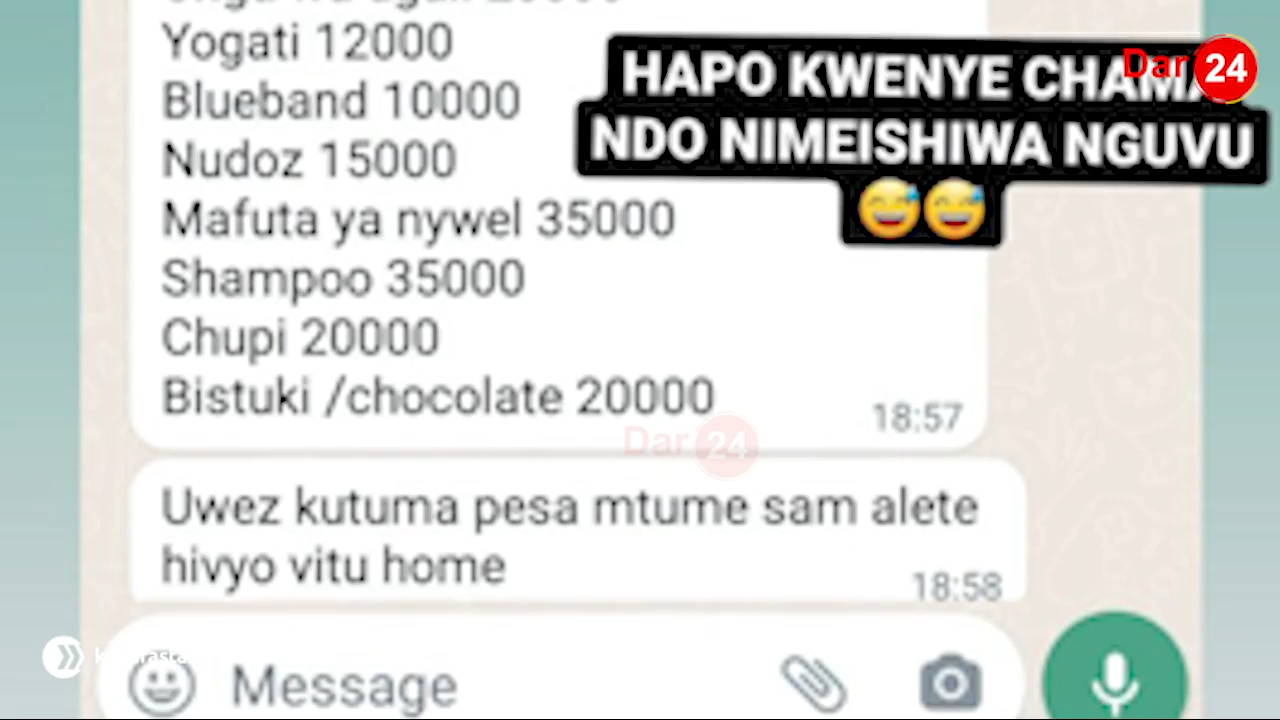 Yogati 12000
Blueband 10000
Nudoz 15000
Mafuta ya nywel 35000
Shampoo 35000
Chupi 20000
Bistuki /chocolate 20000
18:57
HAPO KWENYE CHAMA
NDO NIMEISHIWA NGUVU
😅😅
Dar 24
Dar 24
Uwez kutuma pesa mtume sam alete
hivyo vitu home
18:58
Message